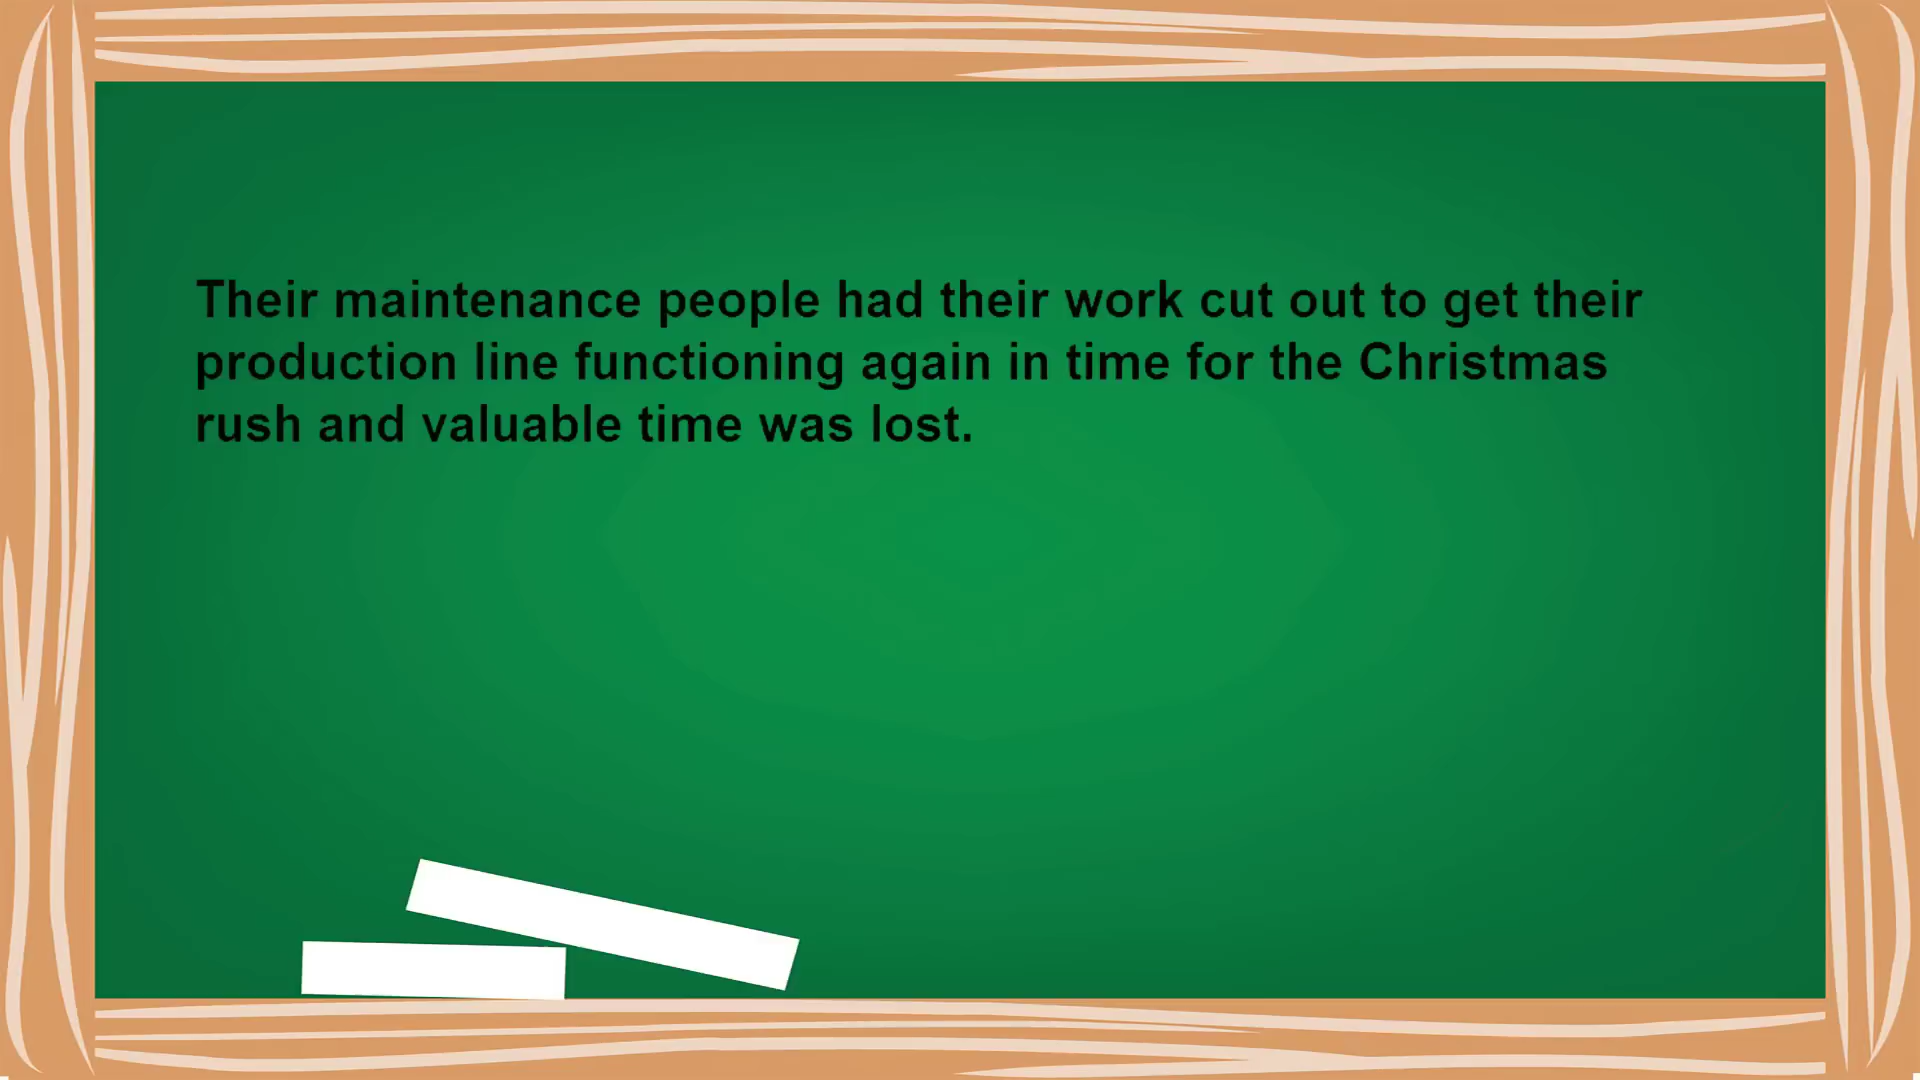 Their maintenance people had their work cut out to get their
production line functioning again in time for the Christmas
rush and valuable time was lost.